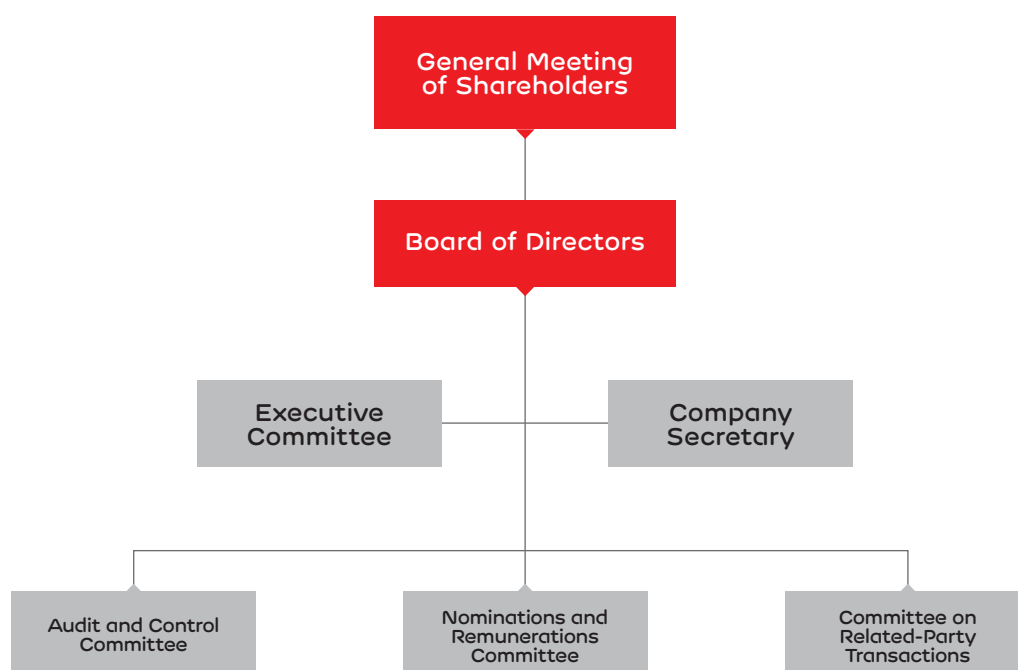 General Meeting
of Shareholders
Board of Directors
Executive
Committee
Company
Secretary
Audit and Control
Committee
Nominations and
Remunerations
Committee
Committee on
Related-Party
Transactions